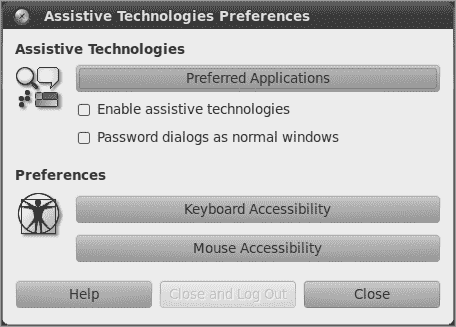 Assistive Technologies Preferences
Assistive Technologies
Preferred Applications
Enable assistive technologies
Password dialogs as normal windows
Preferences
Keyboard Accessibility
Mouse Accessibility
Help Close and Log Out Close